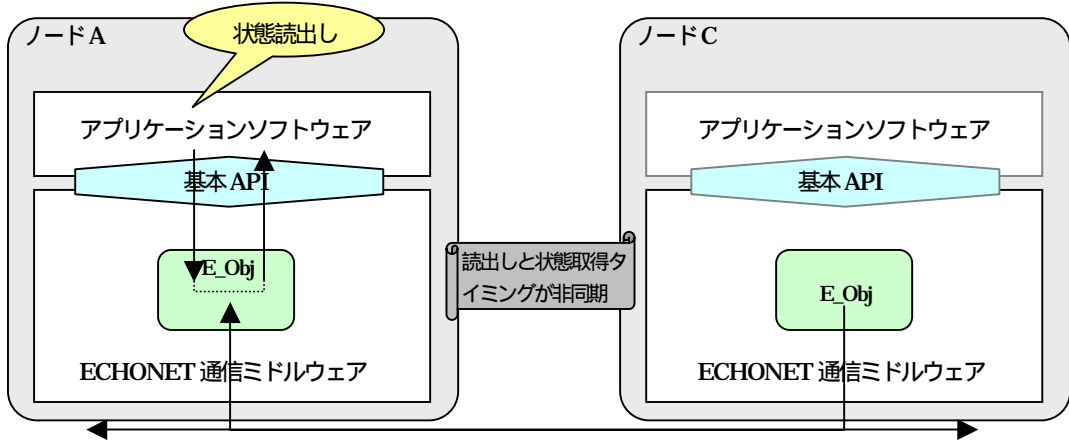 ノードA
状態読出し
アプリケーションソフトウェア
基本API
E_Obj
ECHONET 通信ミドルウェア
読出しと状態取得タ
イミングが非同期
ノードC
アプリケーションソフトウェア
基本API
E_Obj
ECHONET 通信ミドルウェア